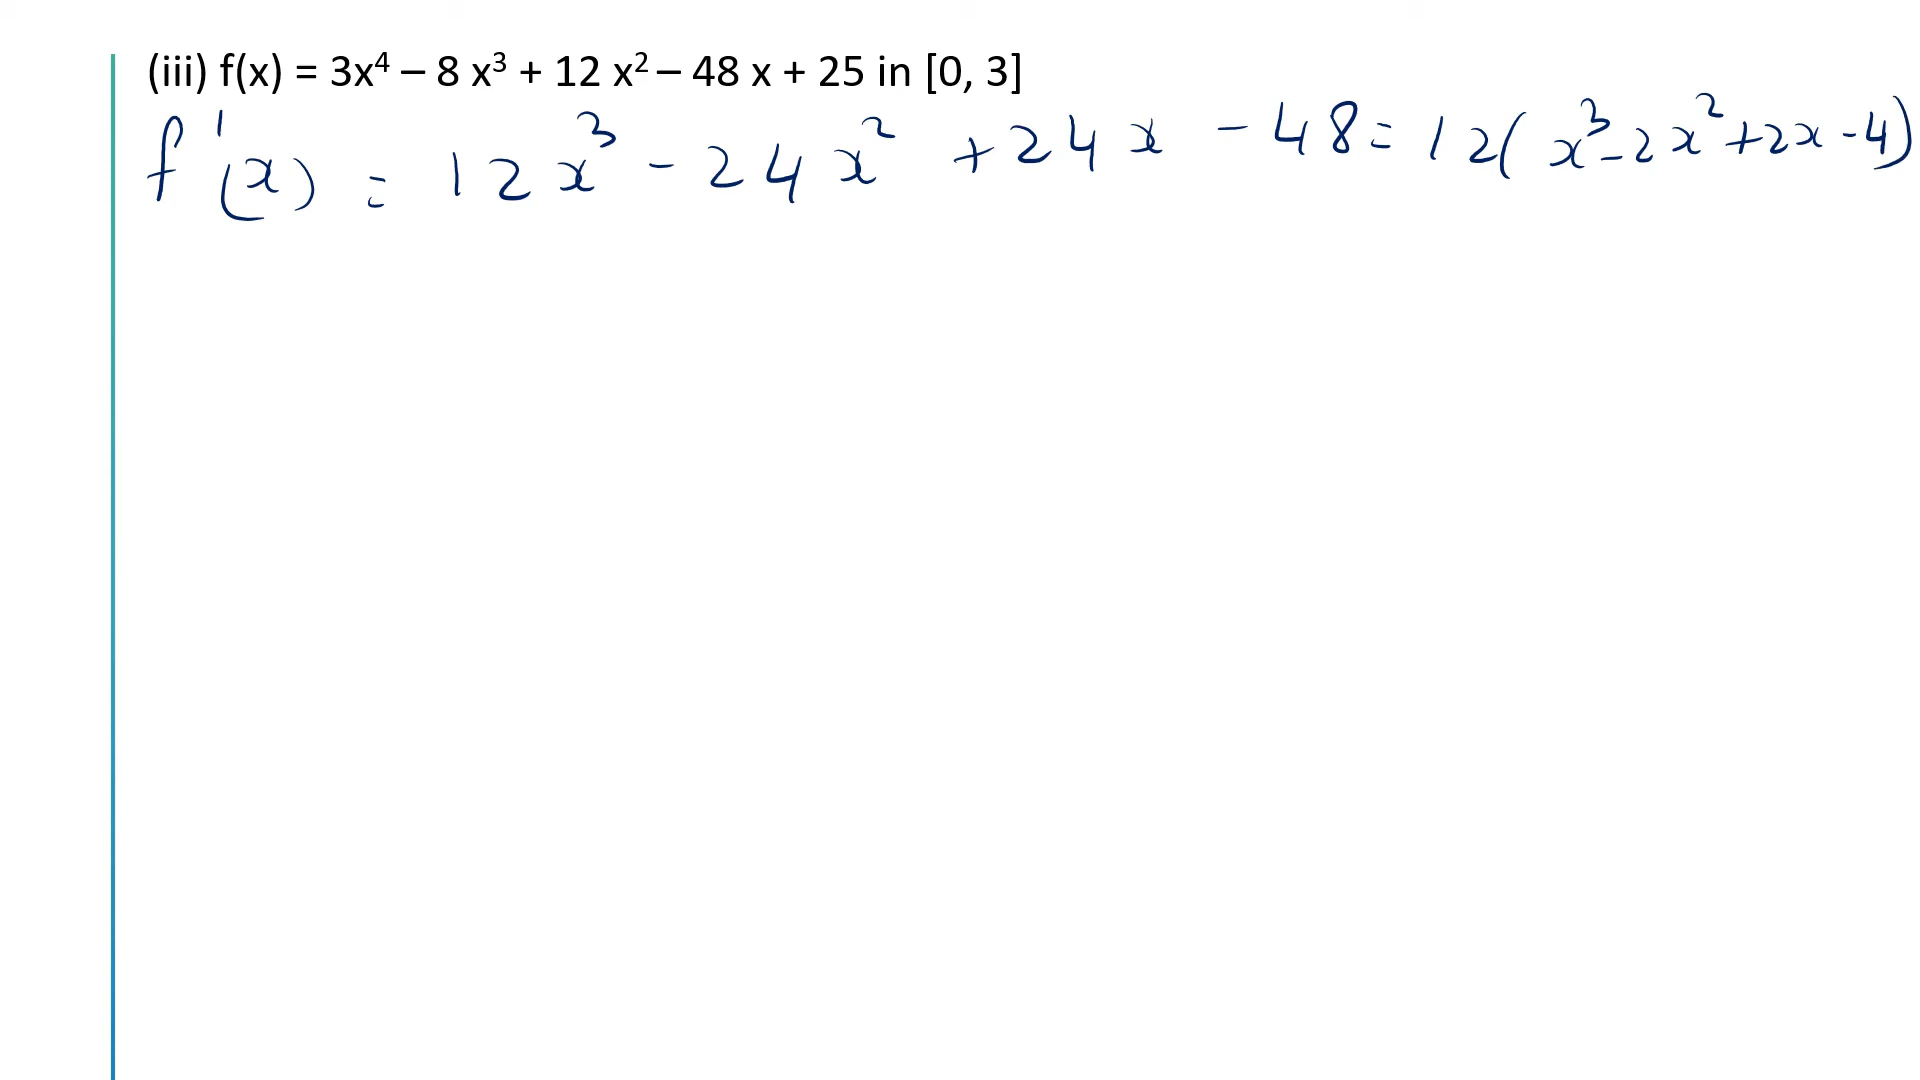 (iii) f(x) = 3x⁴ – 8 x³ + 12 x² – 48 x + 25 in [0, 3]
f'(x) = 12x³ - 24x² + 24x - 48 = 12(x³ - 2x² + 2x - 4)